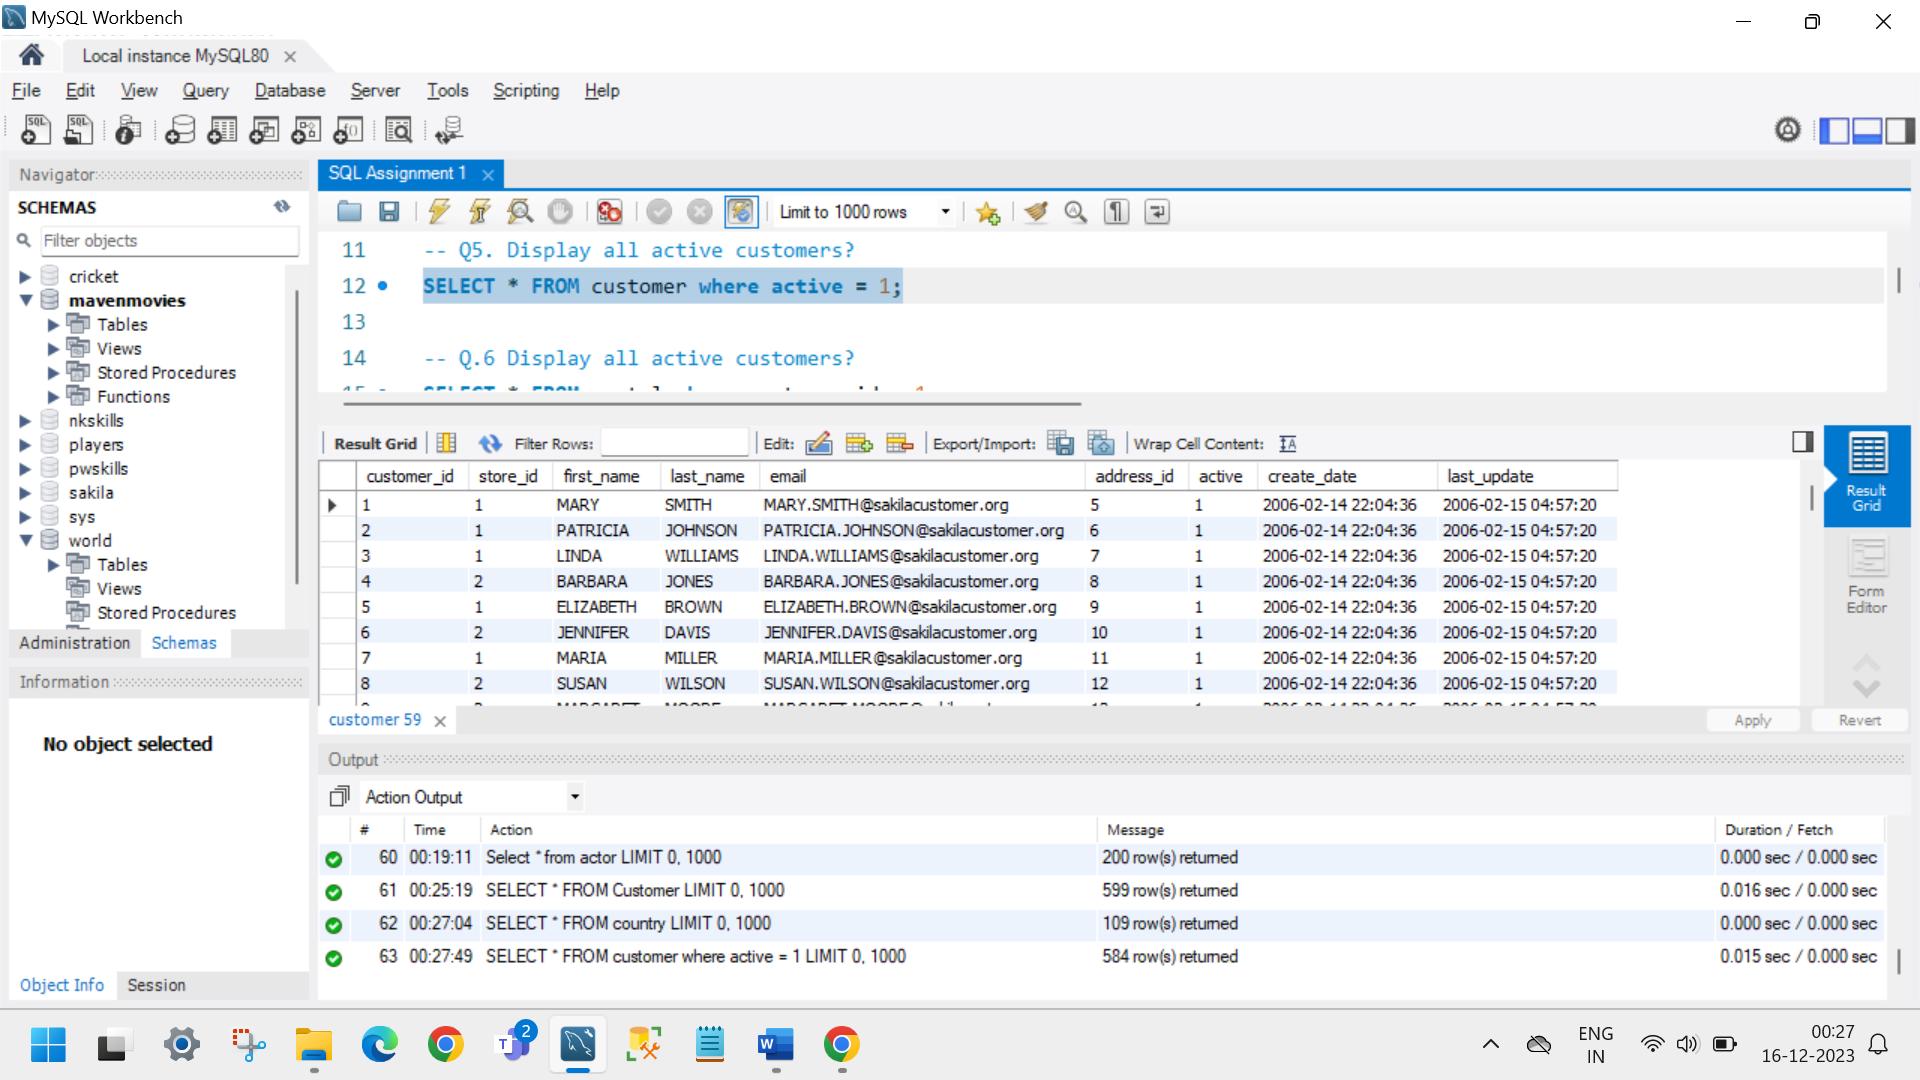 MySQL Workbench
Local instance MySQL80
File Edit View Query Database Server Tools Scripting Help
Navigator
SQL Assignment 1
SCHEMAS
Filter objects
Limit to 1000 rows
cricket
mavenmovies
Tables
Views
Stored Procedures
Functions
nkskills
players
pwskills
sakila
sys
world
Tables
Views
Stored Procedures
Administration Schemas
Information
No object selected
Object Info Session
11 -- Q5. Display all active customers?
12 SELECT * FROM customer where active = 1;
13
14 -- Q.6 Display all active customers?
Result Grid Filter Rows: Edit: Export/Import: Wrap Cell Content:
customer_id store_id first_name last_name email address_id active create_date last_update
1 1 MARY SMITH MARY.SMITH@sakilacustomer.org 5 1 2006-02-14 22:04:36 2006-02-15 04:57:20
2 1 PATRICIA JOHNSON PATRICIA.JOHNSON@sakilacustomer.org 6 1 2006-02-14 22:04:36 2006-02-15 04:57:20
3 1 LINDA WILLIAMS LINDA.WILLIAMS@sakilacustomer.org 7 1 2006-02-14 22:04:36 2006-02-15 04:57:20
4 2 BARBARA JONES BARBARA.JONES@sakilacustomer.org 8 1 2006-02-14 22:04:36 2006-02-15 04:57:20
5 1 ELIZABETH BROWN ELIZABETH.BROWN@sakilacustomer.org 9 1 2006-02-14 22:04:36 2006-02-15 04:57:20
6 2 JENNIFER DAVIS JENNIFER.DAVIS@sakilacustomer.org 10 1 2006-02-14 22:04:36 2006-02-15 04:57:20
7 1 MARIA MILLER MARIA.MILLER@sakilacustomer.org 11 1 2006-02-14 22:04:36 2006-02-15 04:57:20
8 2 SUSAN WILSON SUSAN.WILSON@sakilacustomer.org 12 1 2006-02-14 22:04:36 2006-02-15 04:57:20
Result
Grid
Form
Editor
customer 59
Apply Revert
Output
Action Output
# Time Action Message Duration / Fetch
60 00:19:11 Select * from actor LIMIT 0, 1000 200 row(s) returned 0.000 sec / 0.000 sec
61 00:25:19 SELECT * FROM Customer LIMIT 0, 1000 599 row(s) returned 0.016 sec / 0.000 sec
62 00:27:04 SELECT * FROM country LIMIT 0, 1000 109 row(s) returned 0.000 sec / 0.000 sec
63 00:27:49 SELECT * FROM customer where active = 1 LIMIT 0, 1000 584 row(s) returned 0.015 sec / 0.000 sec
2
ENG
IN
00:27
16-12-2023